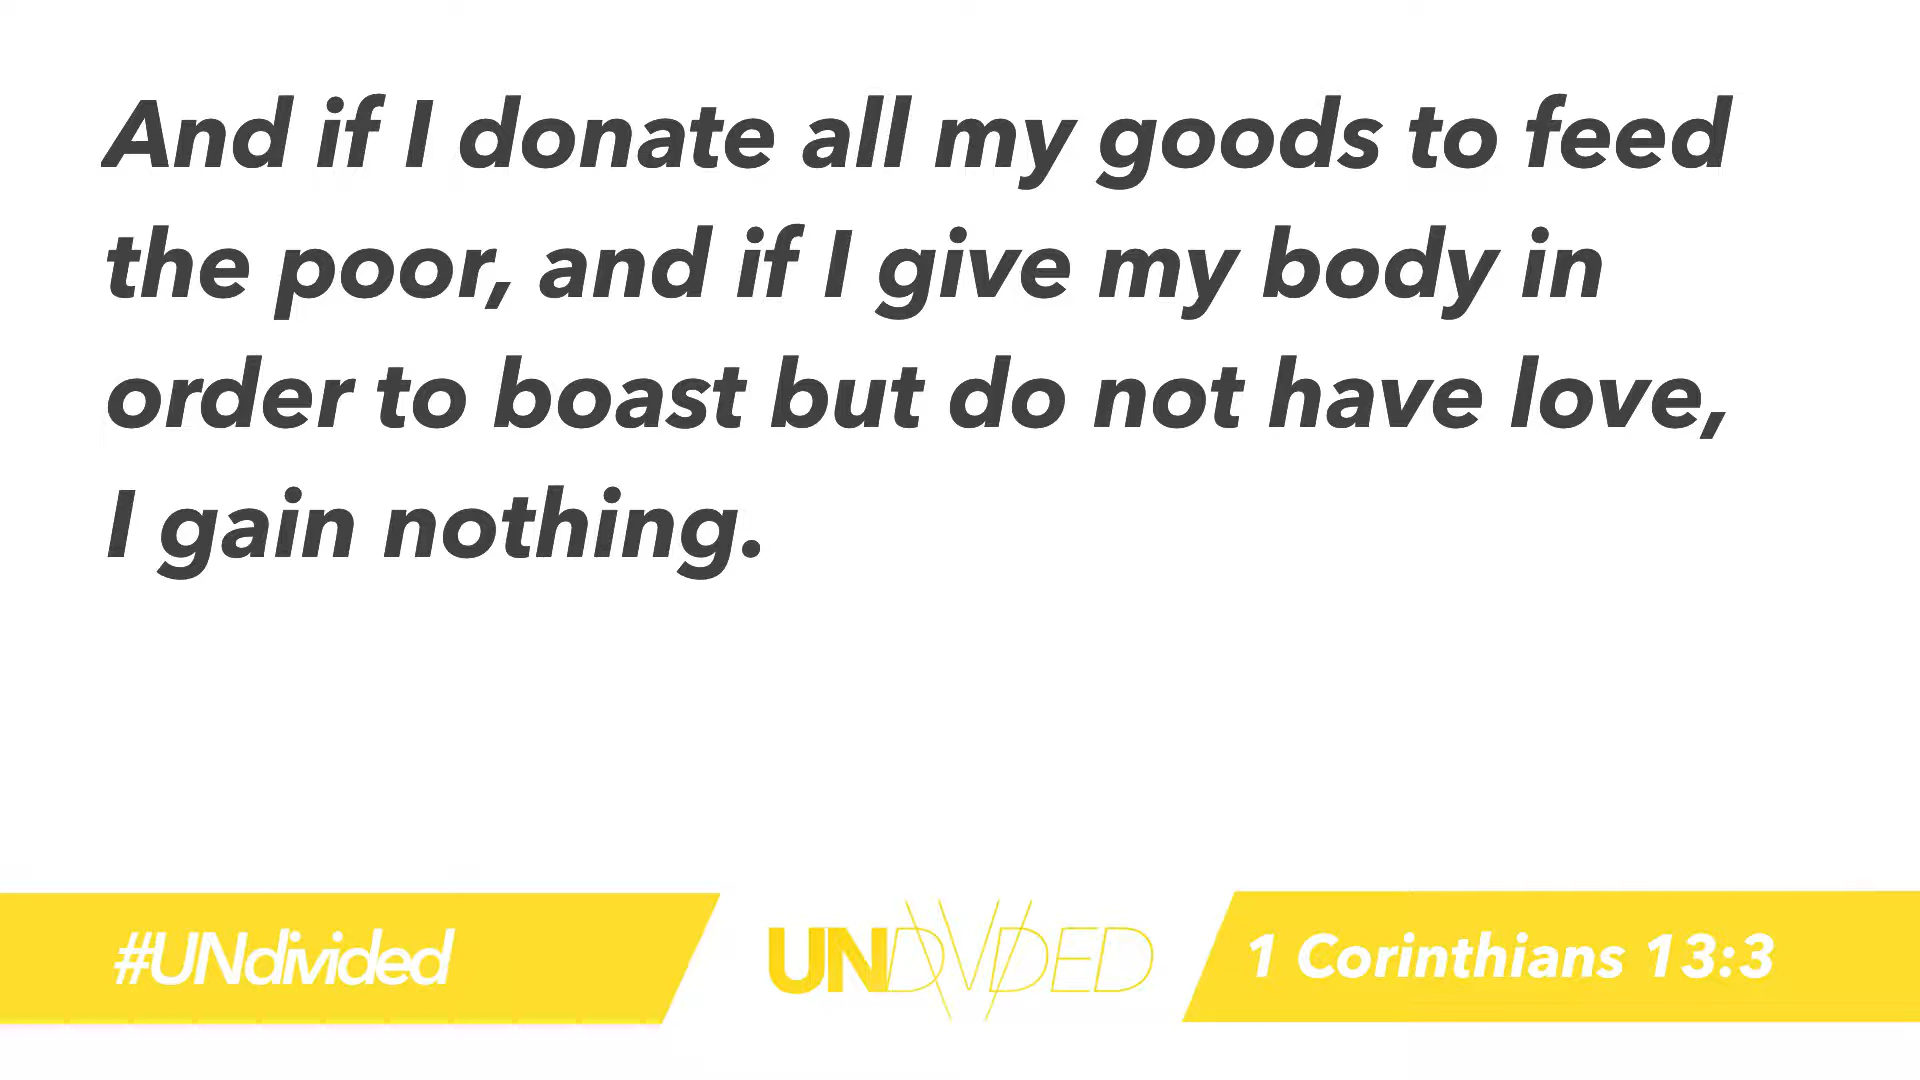 And if I donate all my goods to feed
the poor, and if I give my body in
order to boast but do not have love,
I gain nothing.
#UNdivided
UNDIVIDED
1 Corinthians 13:3